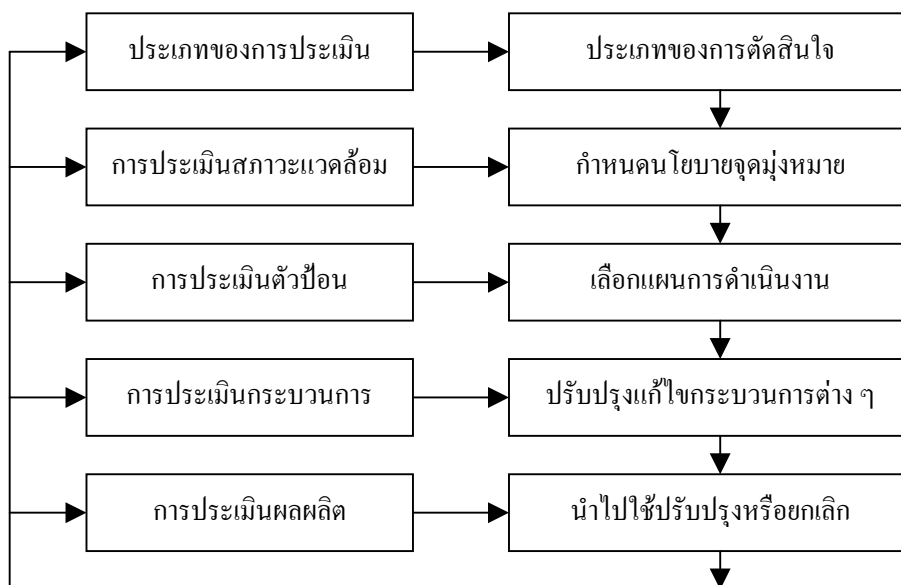 ประเภทของการประเมิน
ประเภทของการตัดสินใจ
การประเมินสภาวะแวดล้อม
กำหนดนโยบายจุดมุ่งหมาย
การประเมินตัวป้อน
เลือกแผนการดำเนินงาน
การประเมินกระบวนการ
ปรับปรุงแก้ไขกระบวนการต่าง ๆ
การประเมินผลผลิต
นำไปใช้ปรับปรุงหรือยกเลิก